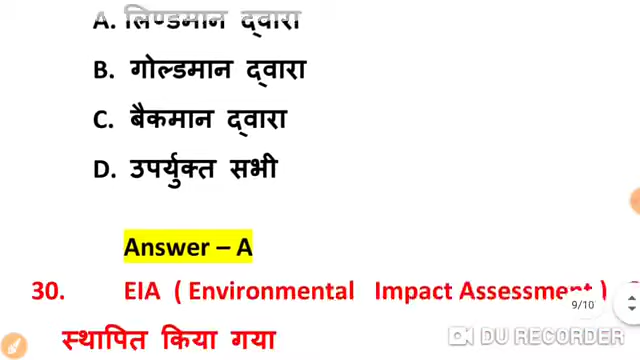 A. लिण्डमान द्वारा
B. गोल्डमान द्वारा
C. बैकमान द्वारा
D. उपर्युक्त सभी
Answer – A
30. EIA ( Environmental Impact Assessment )
9/10
स्थापित किया गया
DU RECORDER